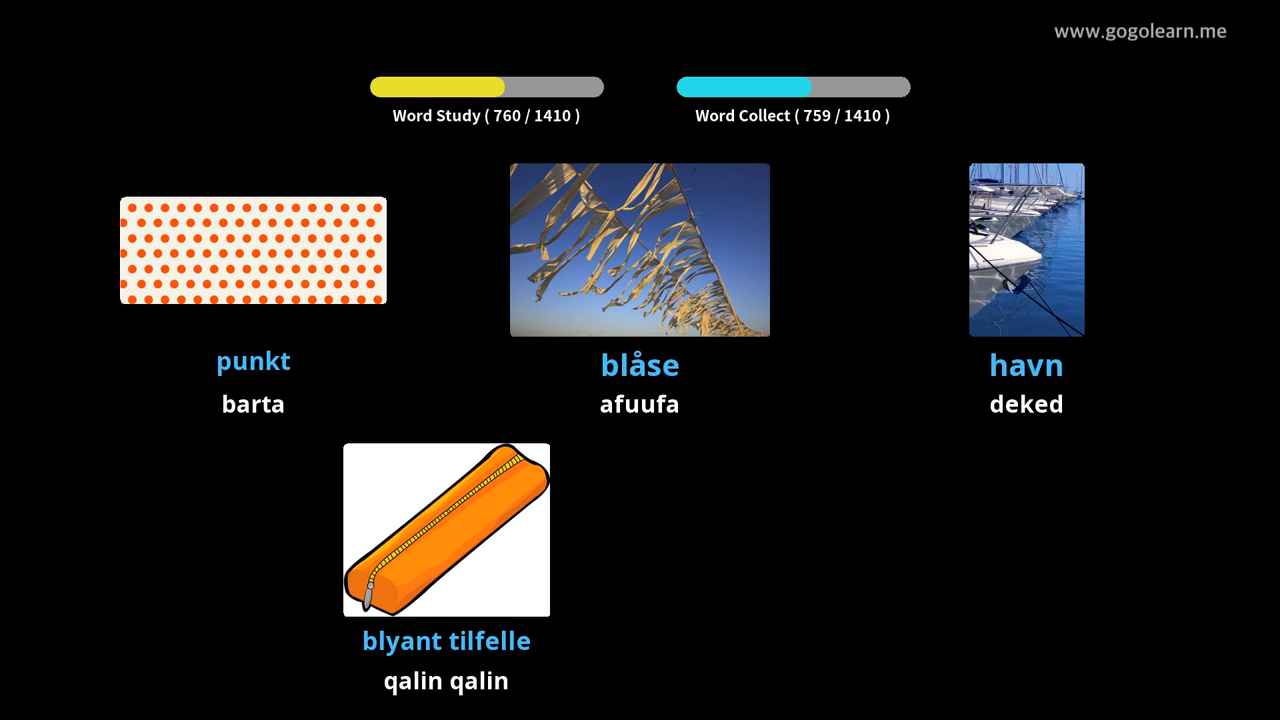 www.gogolearn.me
Word Study ( 760 / 1410 )
Word Collect ( 759 / 1410 )
punkt
barta
blåse
afuufa
havn
deked
blyant tilfelle
qalin qalin